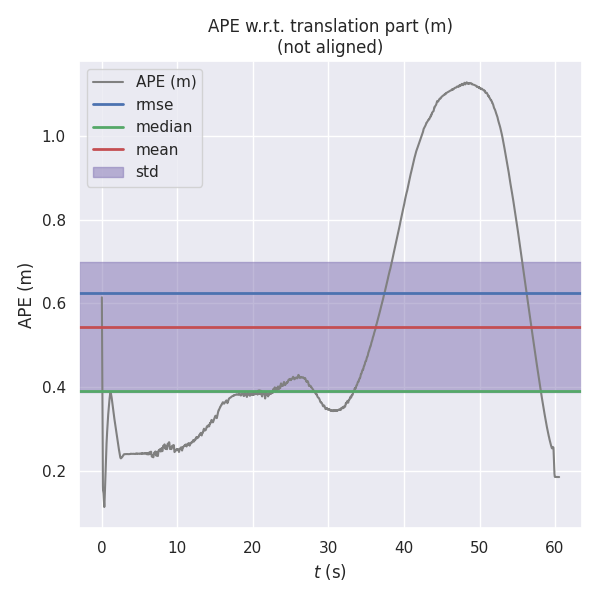 APE w.r.t. translation part (m)
(not aligned)
APE (m)
rmse
median
mean
std
1.0
0.8
0.6
0.4
0.2
APE (m)
0 10 20 30 40 50 60
t (s)